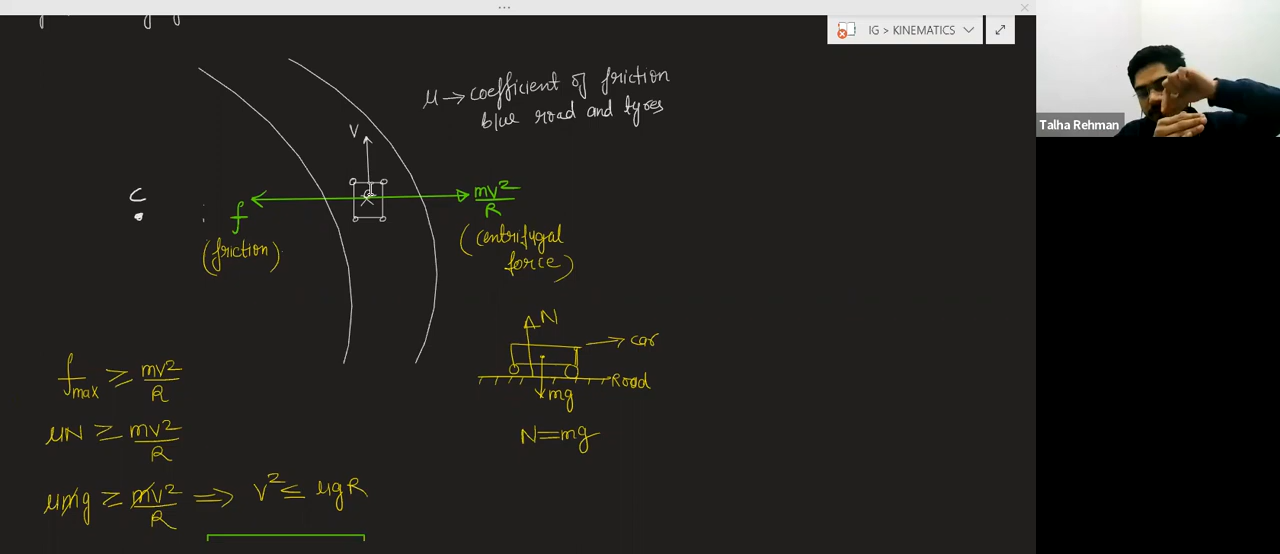 IG > KINEMATICS
μ → coefficient of friction
b/w road and tyres
V
C
f
(friction)
mv²/R
(centrifugal
force)
Talha Rehman
N
→ car
Road
mg
N=mg
f max ≥ mv²/R
μN ≥ mv²/R
μmg ≥ mv²/R ⇒ v² ≤ μgR